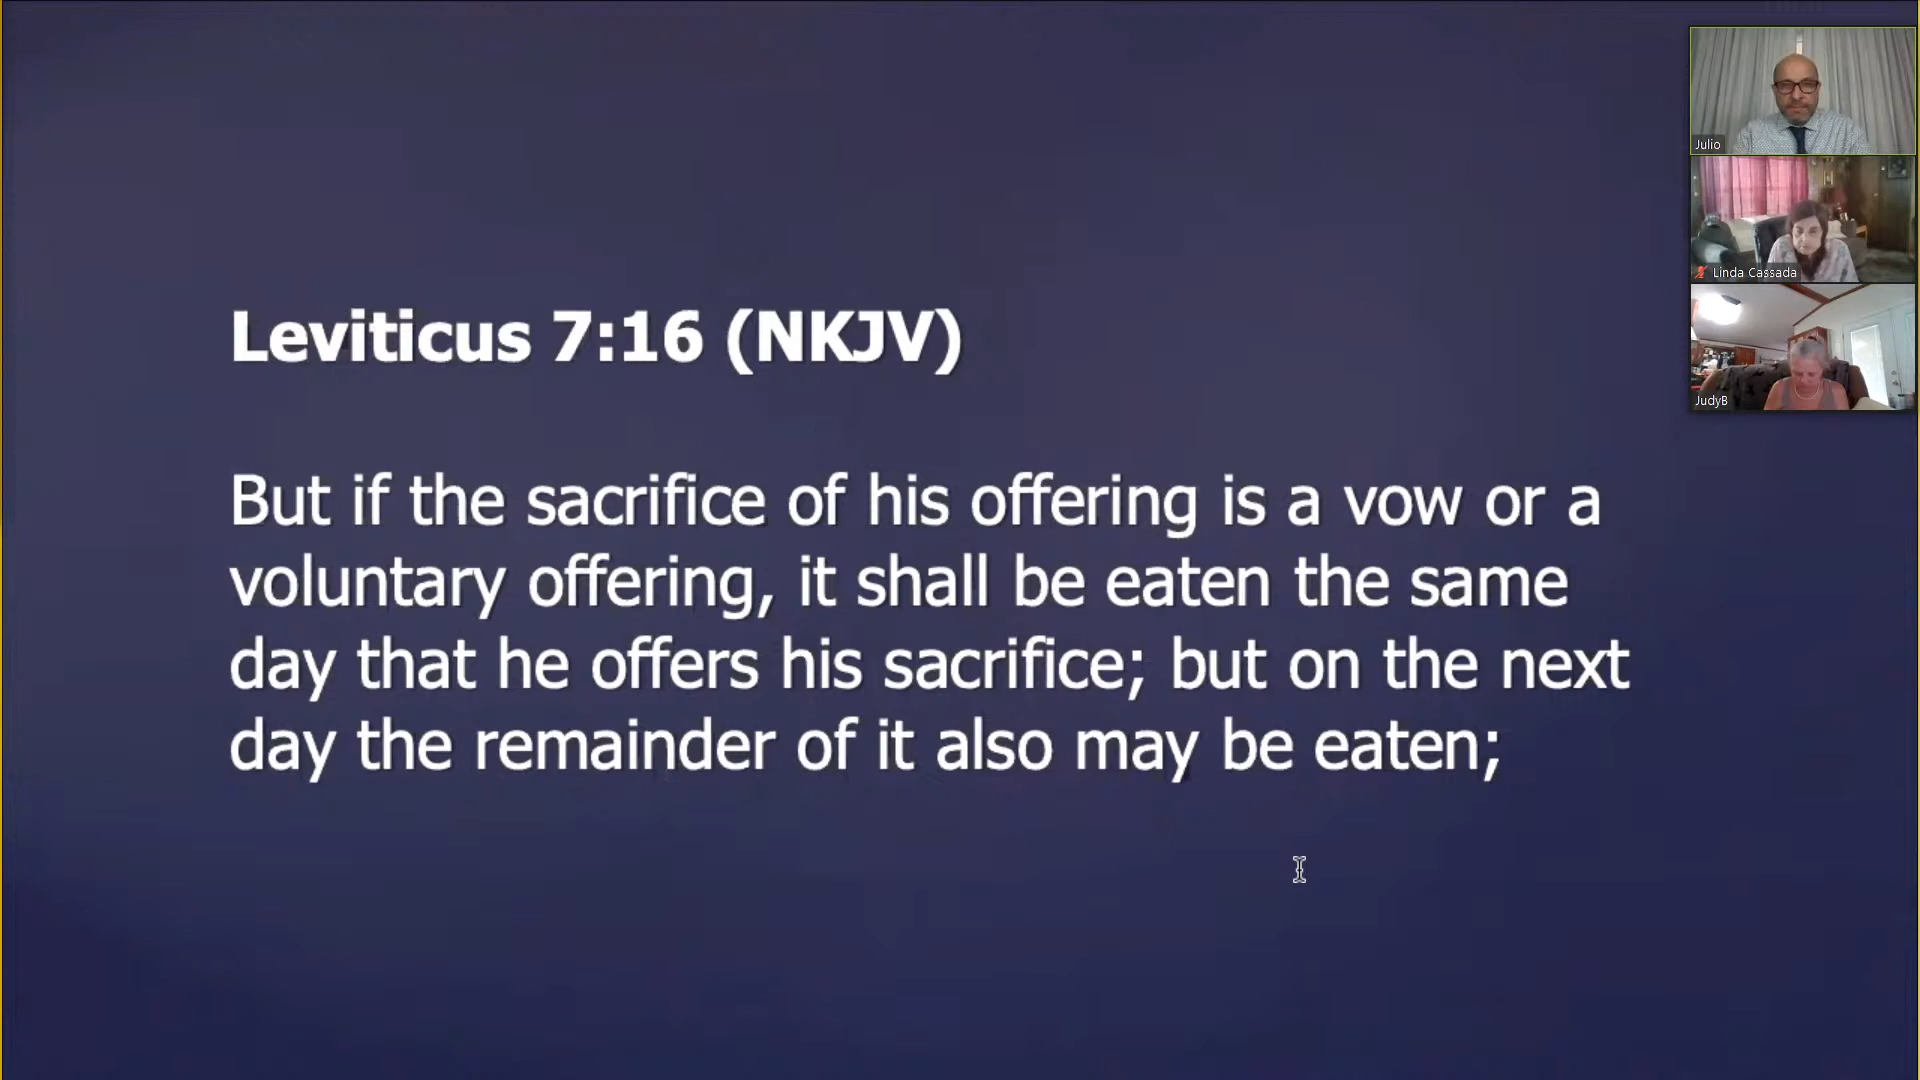 Leviticus 7:16 (NKJV)
But if the sacrifice of his offering is a vow or a
voluntary offering, it shall be eaten the same
day that he offers his sacrifice; but on the next
day the remainder of it also may be eaten;
Julio
Linda Cassada
JudyB